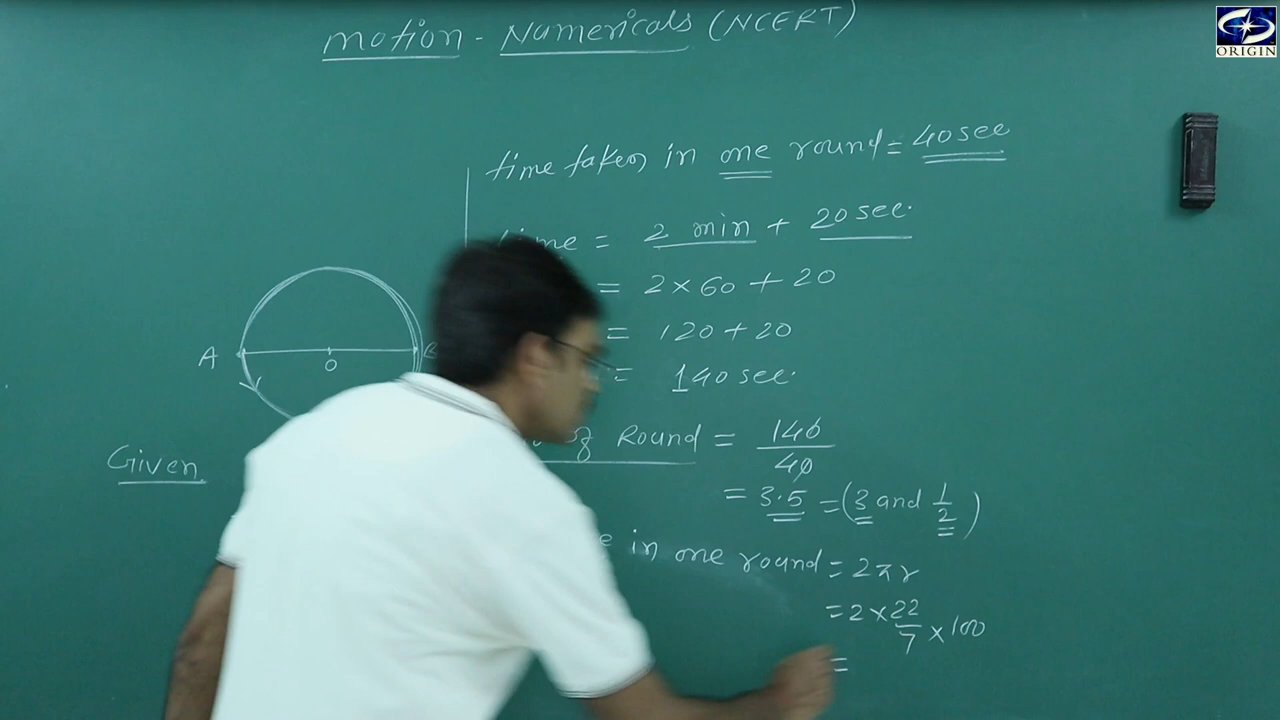 motion - Numericals (NCERT)
ORIGIN
time taken in one round = 40 sec
time = 2 min + 20 sec.
= 2 × 60 + 20
= 120 + 20
= 140 sec.
A O
Given
of Round = 140/40
= 3.5 = (3 and 1/2)
in one round = 2πr
= 2 × 22/7 × 100
=